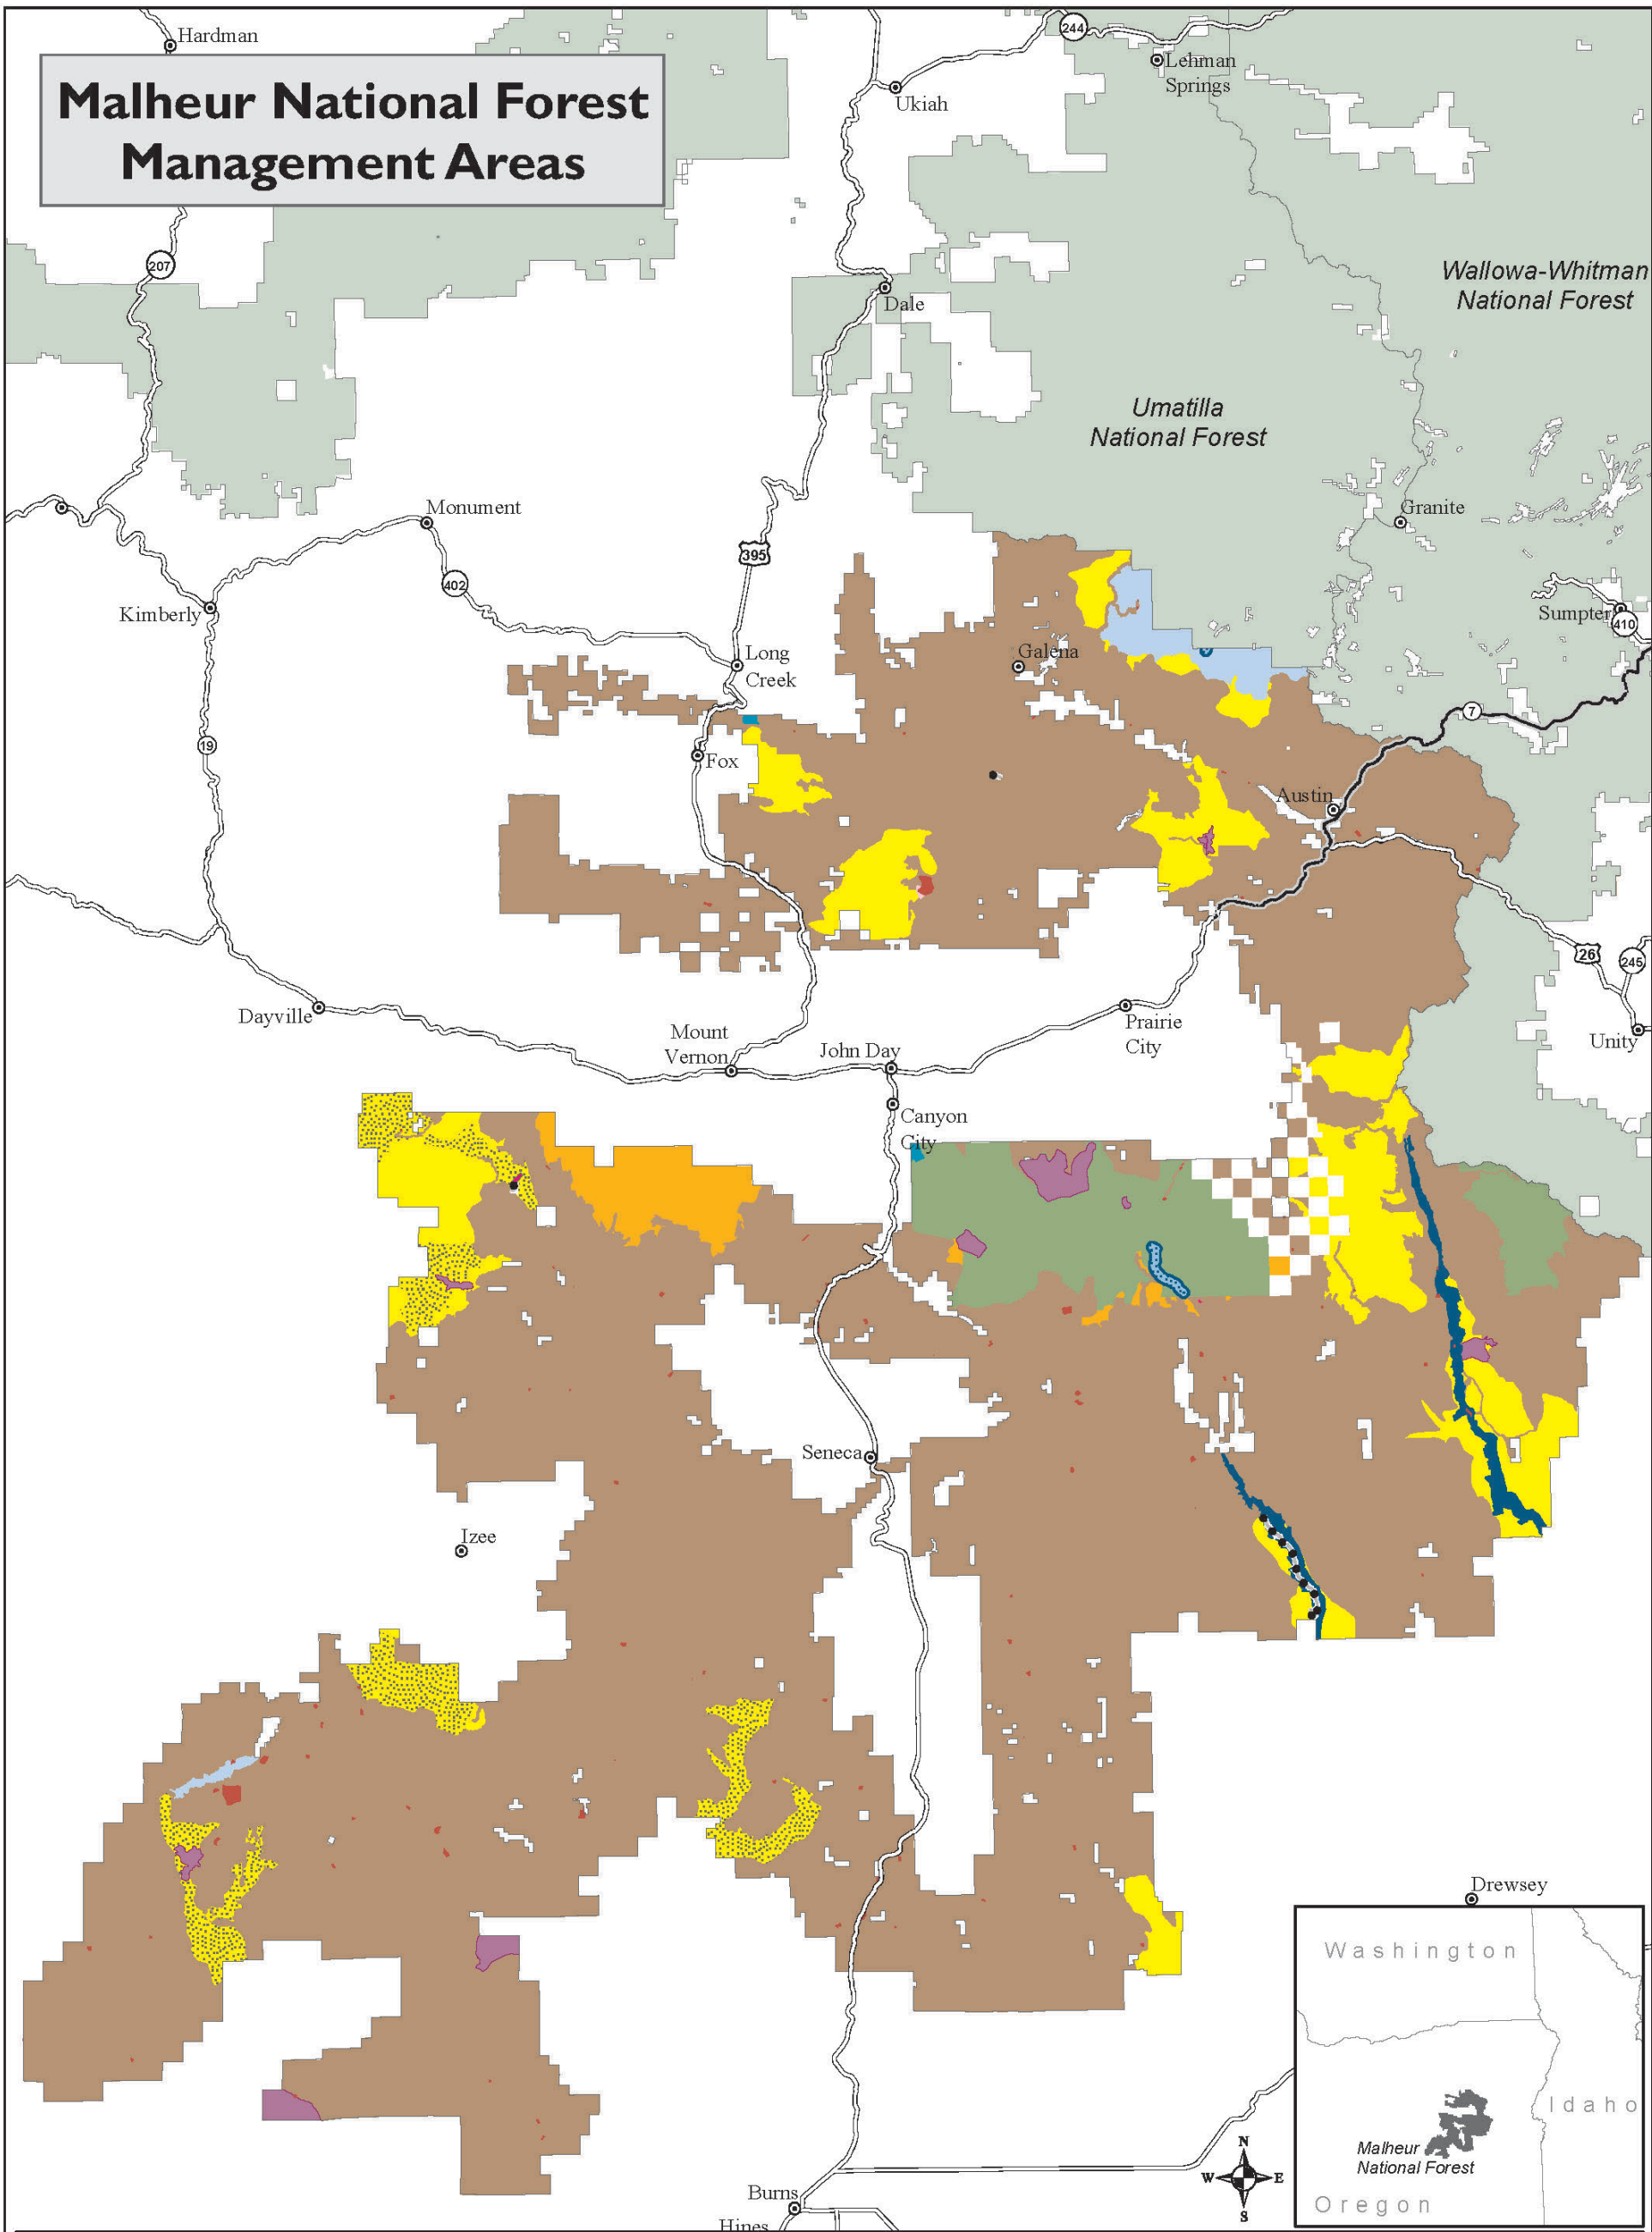 Hardman
244
Lehman
Springs
Malheur National Forest
Management Areas
Ukiah
207
Wallowa-Whitman
National Forest
Dale
Umatilla
National Forest
Monument
Granite
395
402
Kimberly
Sumpter
410
Long
Creek
Galena
7
19
Fox
Austin
26
245
Dayville
Mount
Vernon
John Day
Prairie
City
Unity
Canyon
City
Seneca
Izee
Drewsey
Washington
Idaho
Malheur
National Forest
Oregon
N
W
E
S
Burns
Hines